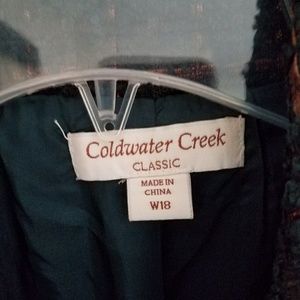 Coldwater Creek
CLASSIC
MADE IN
CHINA
W18